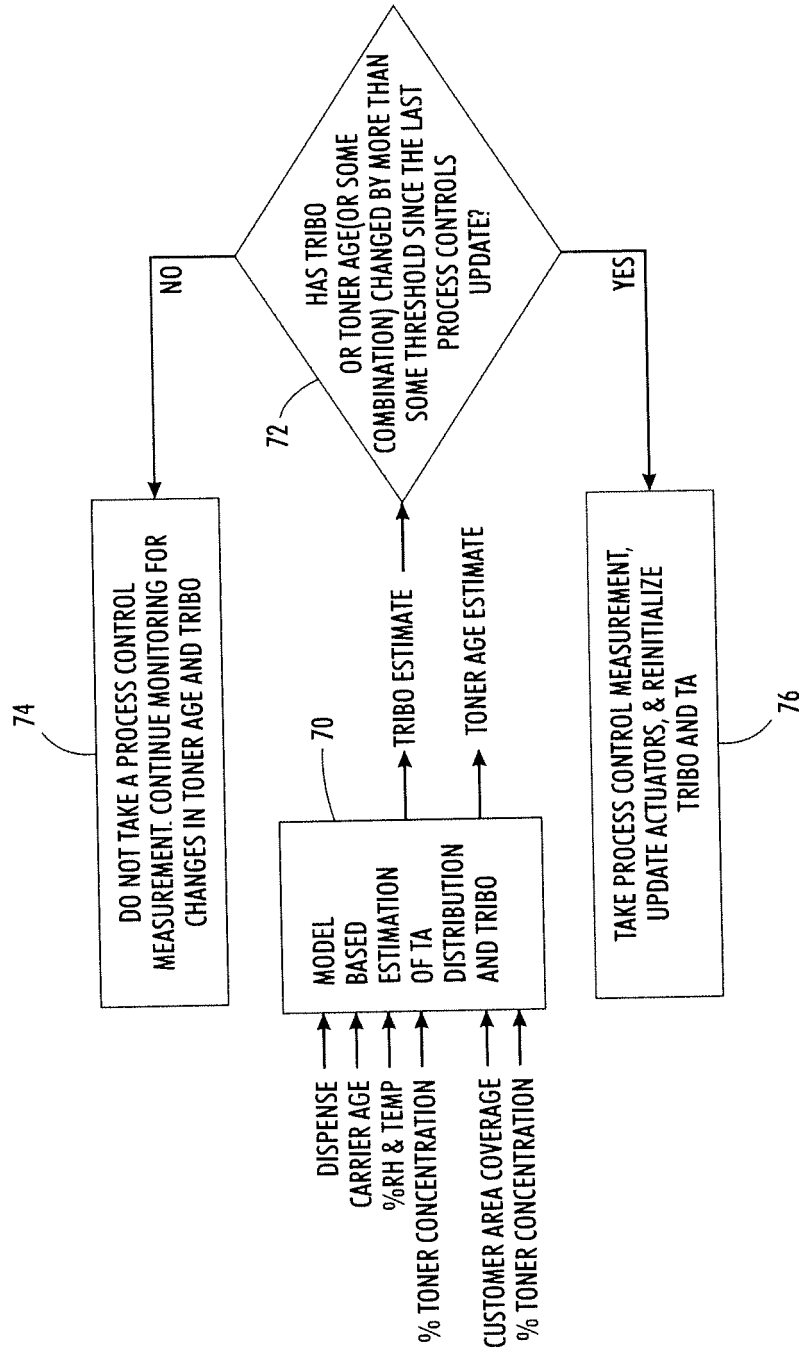 DISPENSE
CARRIER AGE
%RH & TEMP
% TONER CONCENTRATION
CUSTOMER AREA COVERAGE
% TONER CONCENTRATION
70
MODEL
BASED
ESTIMATION
OF TA
DISTRIBUTION
AND TRIBO
TRIBO ESTIMATE
TONER AGE ESTIMATE
72
HAS TRIBO
OR TONER AGE(OR SOME
COMBINATION) CHANGED BY MORE THAN
SOME THRESHOLD SINCE THE LAST
PROCESS CONTROLS
UPDATE?
NO
74
DO NOT TAKE A PROCESS CONTROL
MEASUREMENT. CONTINUE MONITORING FOR
CHANGES IN TONER AGE AND TRIBO
YES
TAKE PROCESS CONTROL MEASUREMENT,
UPDATE ACTUATORS, & REINITIALIZE
TRIBO AND TA
76